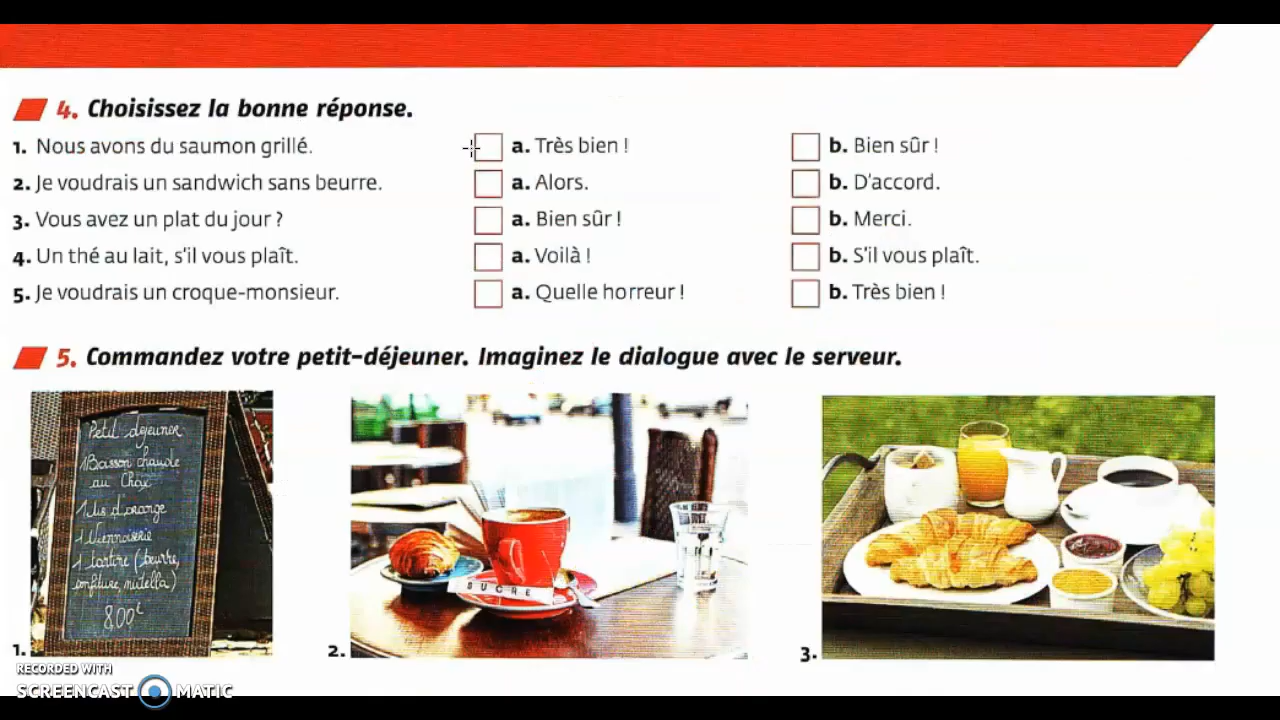 4. Choisissez la bonne réponse.
1. Nous avons du saumon grillé. a. Très bien ! b. Bien sûr !
2. Je voudrais un sandwich sans beurre. a. Alors. b. D'accord.
3. Vous avez un plat du jour ? a. Bien sûr ! b. Merci.
4. Un thé au lait, s'il vous plaît. a. Voilà ! b. S'il vous plaît.
5. Je voudrais un croque-monsieur. a. Quelle horreur ! b. Très bien !
5. Commandez votre petit-déjeuner. Imaginez le dialogue avec le serveur.
Petit déjeuner
1 Boisson chaude
au Choix
1 Jus d'orange
1 Viennoiserie
1 tartine (beurre,
confiture, nutella)
8,00€
SUCRE
1.
2.
3.
RECORDED WITH
SCREENCAST MATIC